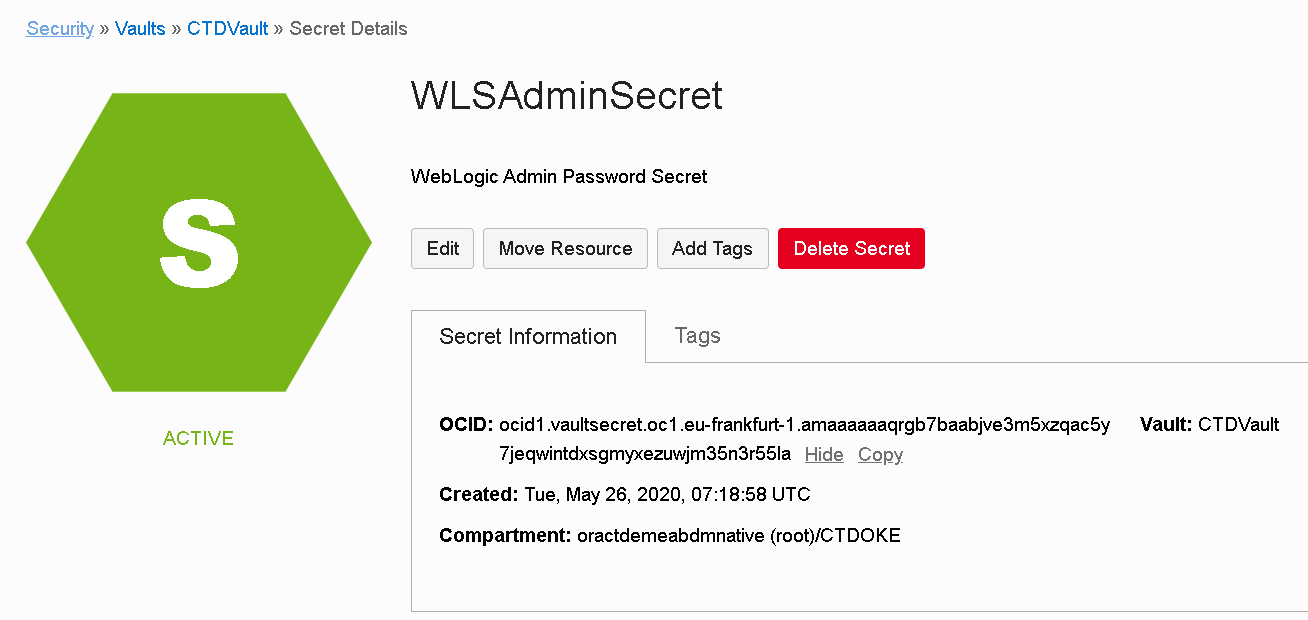 Security » Vaults » CTDVault » Secret Details
S
ACTIVE
WLSAdminSecret
WebLogic Admin Password Secret
Edit Move Resource Add Tags Delete Secret
Secret Information Tags
OCID: ocid1.vaultsecret.oc1.eu-frankfurt-1.amaaaaaaqrgb7baabjve3m5xzqac5y Vault: CTDVault
7jeqwintdxsgmyxezuwjm35n3r55la Hide Copy
Created: Tue, May 26, 2020, 07:18:58 UTC
Compartment: oractdemeabdmnative (root)/CTDOKE